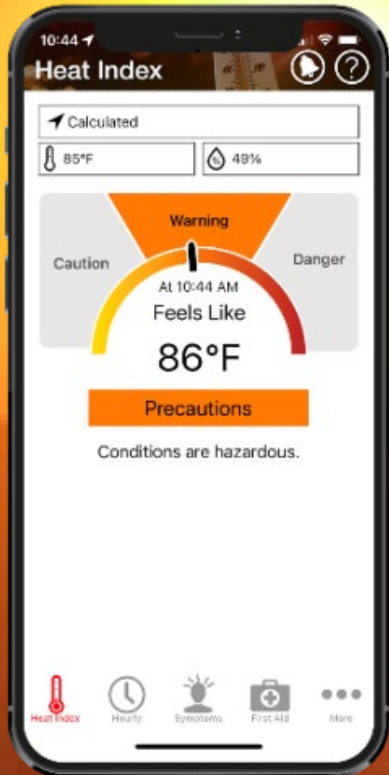 10:44
Heat Index
?
Calculated
85°F
% 49%
Warning
Caution
Danger
At 10:44 AM
Feels Like
86°F
Precautions
Conditions are hazardous.
Heat Index
Hourly
Symptoms
First Aid
More